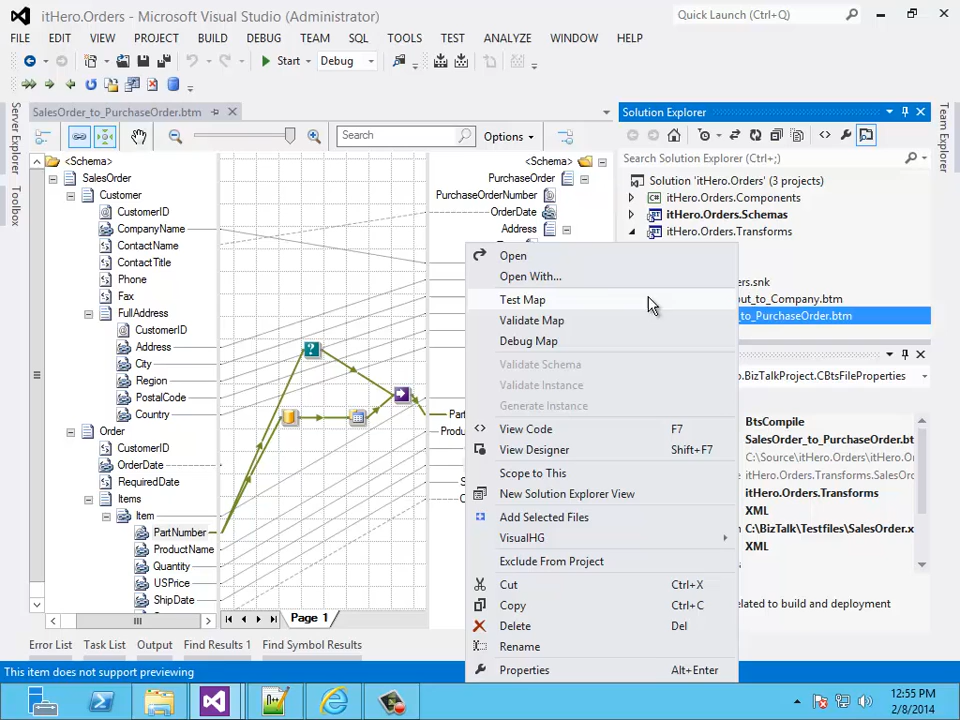 itHero.Orders - Microsoft Visual Studio (Administrator)
Quick Launch (Ctrl+Q)
FILE EDIT VIEW PROJECT BUILD DEBUG TEAM SQL TOOLS TEST ANALYZE WINDOW HELP
Start Debug
SalesOrder_to_PurchaseOrder.btm
Solution Explorer
Server Explorer
Toolbox
Team Explorer
Search Options
Search Solution Explorer (Ctrl+;)
<Schema>
SalesOrder
Customer
CustomerID
CompanyName
ContactName
ContactTitle
Phone
Fax
FullAddress
CustomerID
Address
City
Region
PostalCode
Country
Order
CustomerID
OrderDate
RequiredDate
Items
Item
PartNumber
ProductName
Quantity
USPrice
ShipDate
<Schema>
PurchaseOrder
PurchaseOrderNumber
OrderDate
Address
Part
Produ
Page 1
Solution 'itHero.Orders' (3 projects)
itHero.Orders.Components
itHero.Orders.Schemas
itHero.Orders.Transforms
ers.snk
out_to_Company.btm
_to_PurchaseOrder.btm
Open
Open With...
Test Map
Validate Map
Debug Map
Validate Schema
Validate Instance
Generate Instance
View Code F7
View Designer Shift+F7
Scope to This
New Solution Explorer View
Add Selected Files
VisualHG
Exclude From Project
Cut Ctrl+X
Copy Ctrl+C
Delete Del
Rename
Properties Alt+Enter
.BizTalkProject.CBtsFileProperties
BtsCompile
SalesOrder_to_PurchaseOrder.bt
C:\Source\itHero.Orders\itHero.
itHero.Orders.Transforms.SalesO
itHero.Orders.Transforms
XML
C:\BizTalk\Testfiles\SalesOrder.x
XML
elated to build and deployment
Error List Task List Output Find Results 1 Find Symbol Results
This item does not support previewing
12:55 PM
2/8/2014